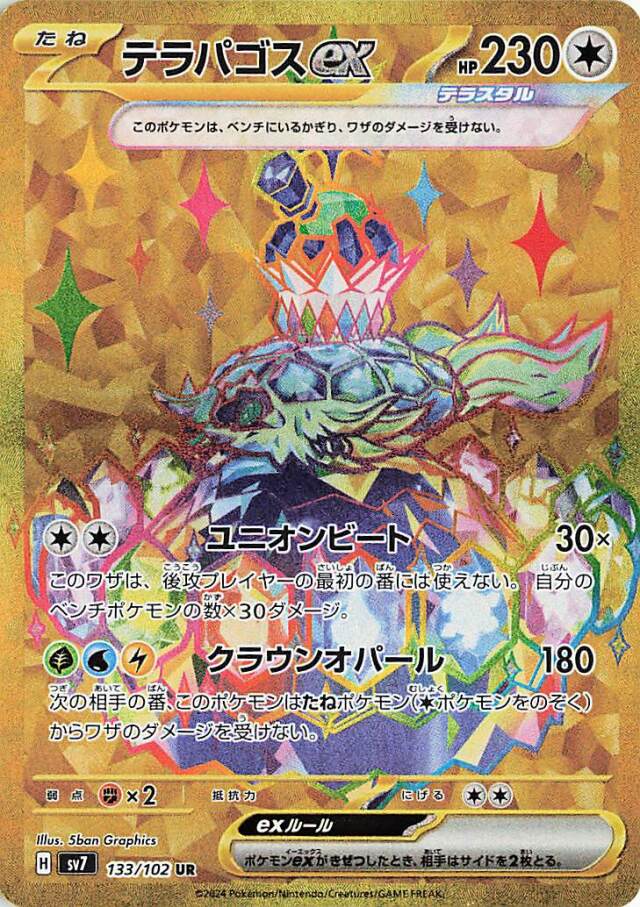 たね テラパゴスex HP230
テラスタル
このポケモンは、ベンチにいるかぎり、ワザのダメージを受けない。
ユニオンビート 30×
このワザは、後攻プレイヤーの最初の番には使えない。自分の
ベンチポケモンの数×30ダメージ。
クラウンオパール 180
次の相手の番、このポケモンはたねポケモン(ポケモンをのぞく)
からワザのダメージを受けない。
弱点 ×2 抵抗力 にげる
Illus. 5ban Graphics
exルール
ポケモンexがきぜつしたとき、相手はサイドを2枚とる。
H sv7 133/102 UR
©2024 Pokémon/Nintendo/Creatures/GAME FREAK.